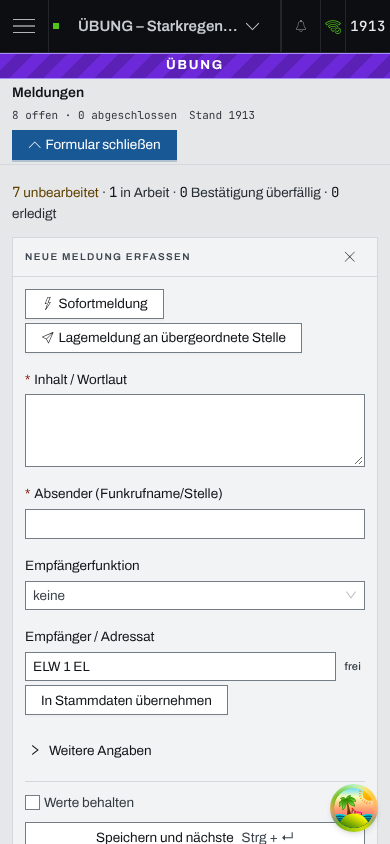 ÜBUNG – Starkregen...
1913
ÜBUNG
Meldungen
8 offen · 0 abgeschlossen Stand 1913
Formular schließen
7 unbearbeitet · 1 in Arbeit · 0 Bestätigung überfällig · 0
erledigt
NEUE MELDUNG ERFASSEN
Sofortmeldung
Lagemeldung an übergeordnete Stelle
* Inhalt / Wortlaut
* Absender (Funkrufname/Stelle)
Empfängerfunktion
keine
Empfänger / Adressat
ELW 1 EL
frei
In Stammdaten übernehmen
Weitere Angaben
Werte behalten
Speichern und nächste Strg + ↵